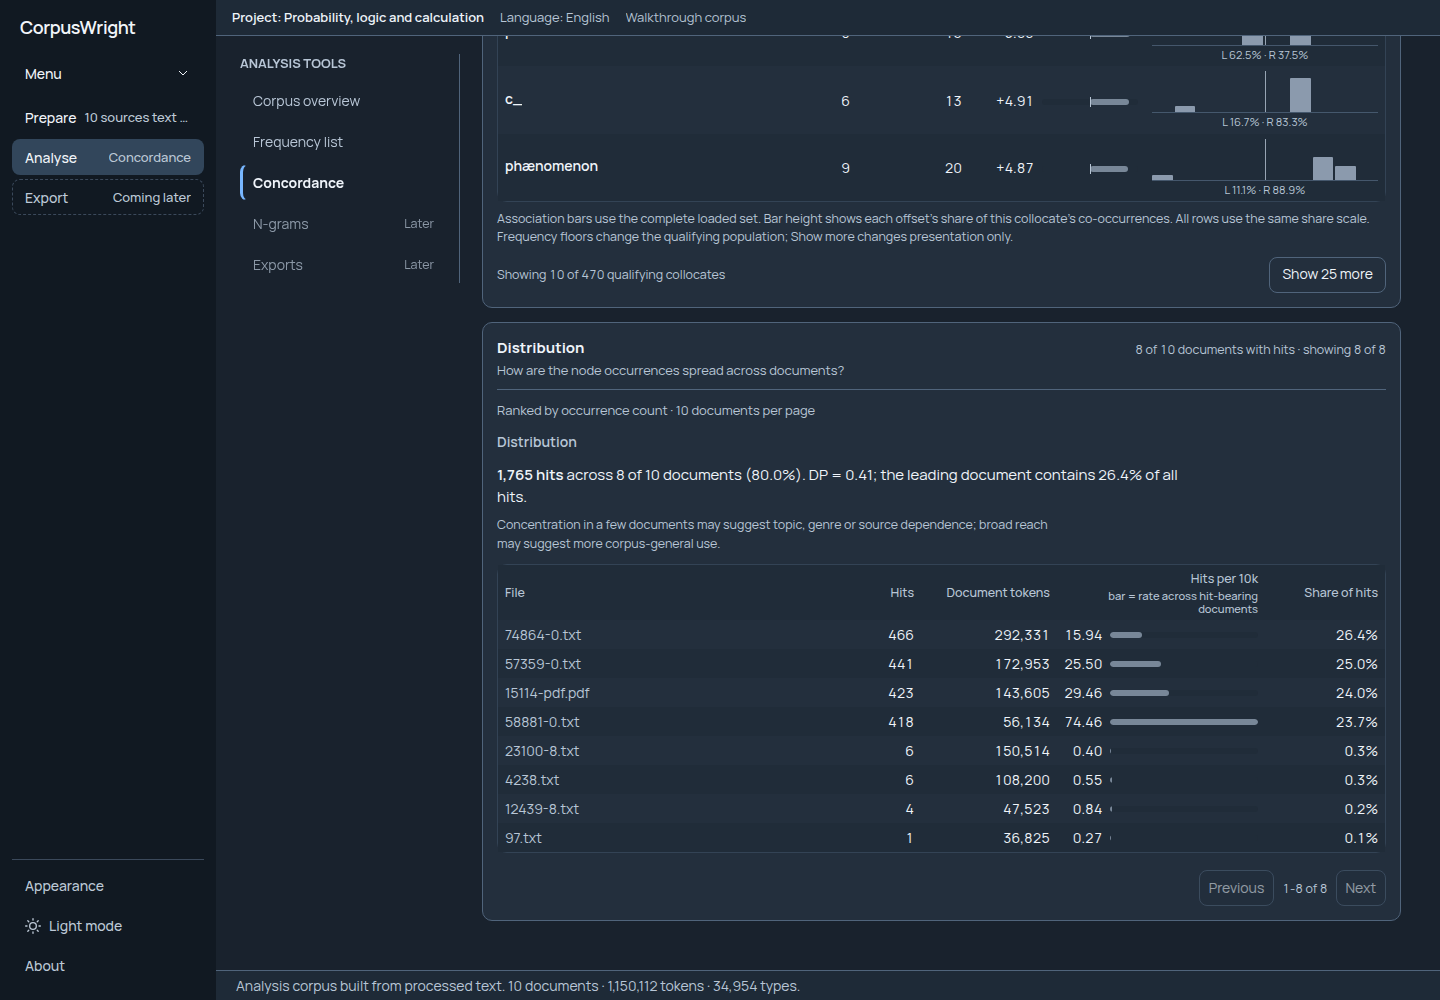 CorpusWright
Menu
Prepare 10 sources text ...
Analyse Concordance
Export Coming later
Appearance
Light mode
About
Project: Probability, logic and calculation Language: English Walkthrough corpus
ANALYSIS TOOLS
Corpus overview
Frequency list
Concordance
N-grams Later
Exports Later
L 62.5% · R 37.5%
c_ 6 13 +4.91
L 16.7% · R 83.3%
phænomenon 9 20 +4.87
L 11.1% · R 88.9%
Association bars use the complete loaded set. Bar height shows each offset's share of this collocate's co-occurrences. All rows use the same share scale.
Frequency floors change the qualifying population; Show more changes presentation only.
Showing 10 of 470 qualifying collocates Show 25 more
Distribution 8 of 10 documents with hits · showing 8 of 8
How are the node occurrences spread across documents?
Ranked by occurrence count · 10 documents per page
Distribution
1,765 hits across 8 of 10 documents (80.0%). DP = 0.41; the leading document contains 26.4% of all
hits.
Concentration in a few documents may suggest topic, genre or source dependence; broad reach
may suggest more corpus-general use.
File Hits Document tokens Hits per 10k Share of hits
bar = rate across hit-bearing
documents
74864-0.txt 466 292,331 15.94 26.4%
57359-0.txt 441 172,953 25.50 25.0%
15114-pdf.pdf 423 143,605 29.46 24.0%
58881-0.txt 418 56,134 74.46 23.7%
23100-8.txt 6 150,514 0.40 0.3%
4238.txt 6 108,200 0.55 0.3%
12439-8.txt 4 47,523 0.84 0.2%
97.txt 1 36,825 0.27 0.1%
Previous 1-8 of 8 Next
Analysis corpus built from processed text. 10 documents · 1,150,112 tokens · 34,954 types.